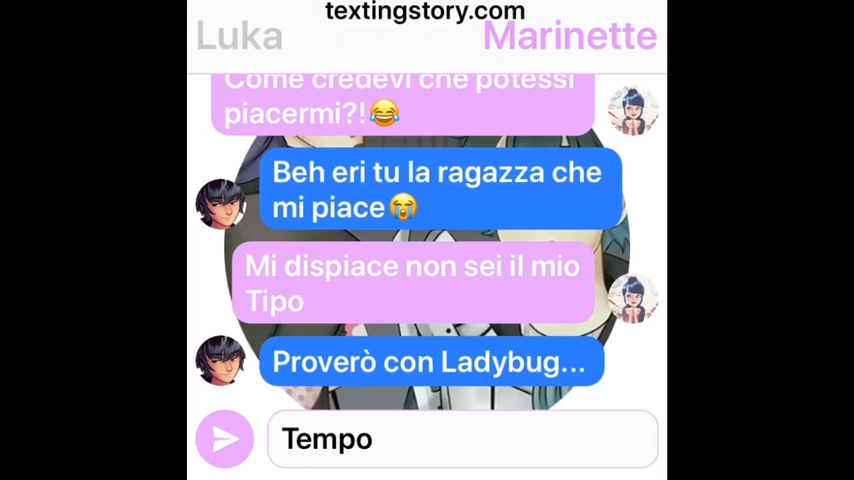 textingstory.com
Luka
Marinette
Come credevi che potessi
piacermi?!😂
Beh eri tu la ragazza che
mi piace😭
Mi dispiace non sei il mio
Tipo
Proverò con Ladybug...
Tempo